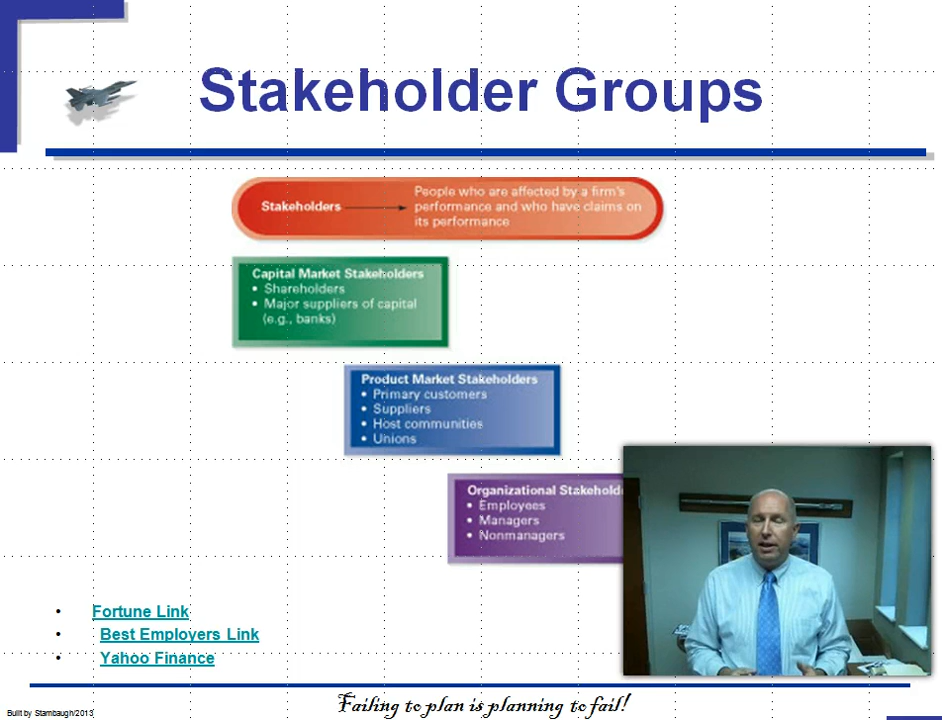 Stakeholder Groups
Stakeholders
People who are affected by a firm's
performance and who have claims on
its performance
Capital Market Stakeholders
• Shareholders
• Major suppliers of capital
(e.g., banks)
Product Market Stakeholders
• Primary customers
• Suppliers
• Host communities
• Unions
Organizational Stakehold
• Employees
• Managers
• Nonmanagers
• Fortune Link
• Best Employers Link
• Yahoo Finance
Built by Stambaugh/2013
Failing to plan is planning to fail!